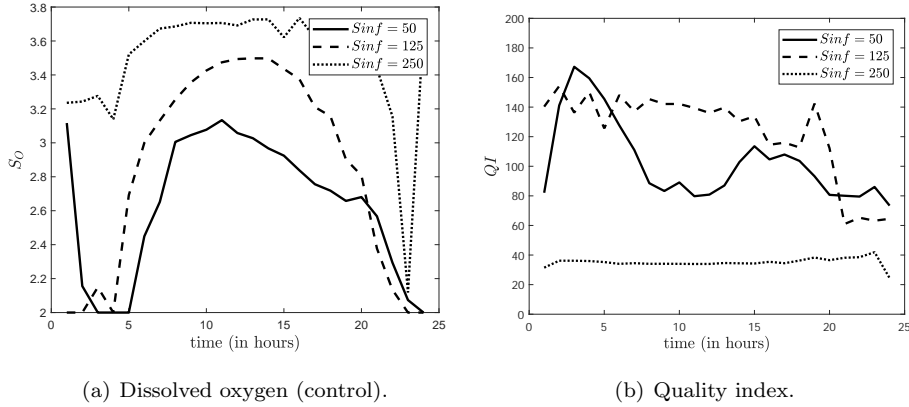 3.8
3.6
3.4
3.2
3
2.8
2.6
2.4
2.2
2
0
5
10
15
20
25
S_O
time (in hours)
Sinf = 50
Sinf = 125
Sinf = 250
(a) Dissolved oxygen (control).
200
180
160
140
120
100
80
60
40
20
0
0
5
10
15
20
25
QI
time (in hours)
Sinf = 50
Sinf = 125
Sinf = 250
(b) Quality index.